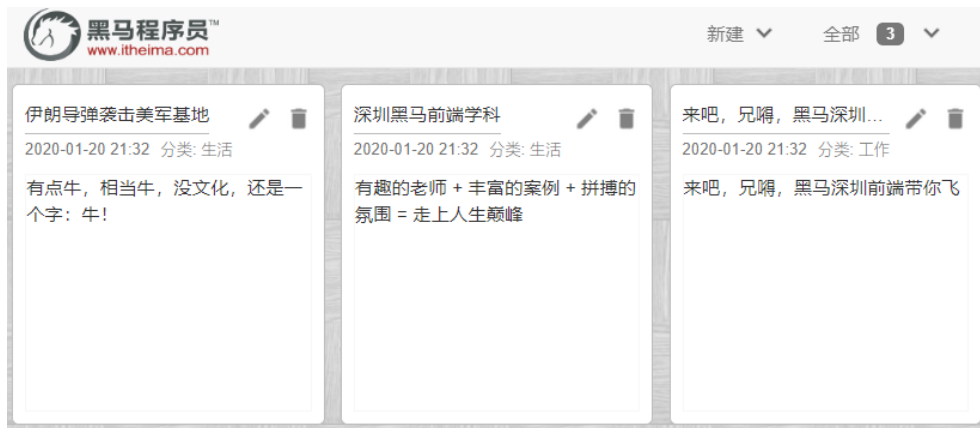 黑马程序员™
www.itheima.com
新建
全部 3
伊朗导弹袭击美军基地
2020-01-20 21:32 分类: 生活
有点牛，相当牛，没文化，还是一
个字：牛！
深圳黑马前端学科
2020-01-20 21:32 分类: 生活
有趣的老师 + 丰富的案例 + 拼搏的
氛围 = 走上人生巅峰
来吧，兄嘚，黑马深圳...
2020-01-20 21:32 分类: 工作
来吧，兄嘚，黑马深圳前端带你飞